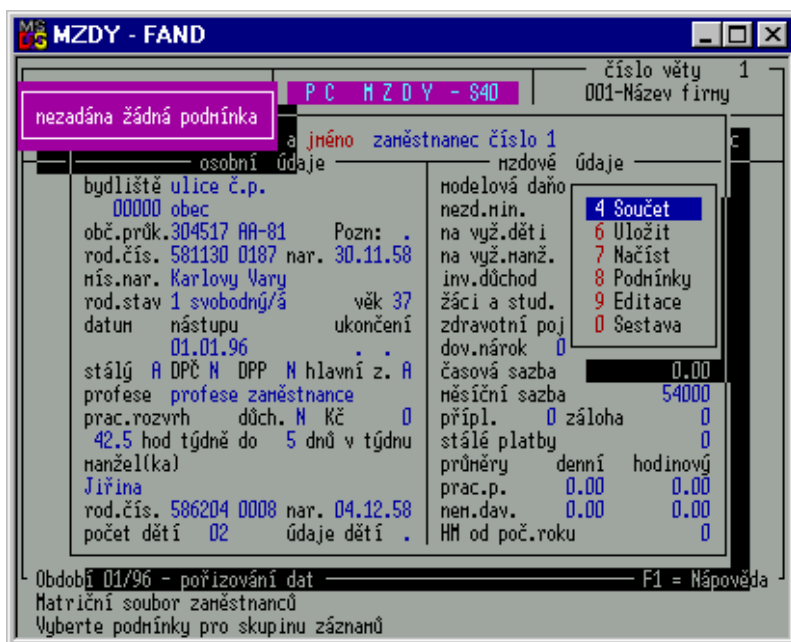 MZDY - FAND
číslo věty 1
PC MZDY - S40 001-Název firmy
nezadána žádná podmínka
a jméno zaměstnanec číslo 1 c
osobní údaje mzdové údaje
bydliště ulice č.p. modelová daňo
00000 obec nezd.min. 4 Součet
obč.průk.304517 AA-81 Pozn: . na vyž.děti 6 Uložit
rod.čís. 581130 0187 nar. 30.11.58 na vyž.manž. 7 Načíst
mís.nar. Karlovy Vary inv.důchod 8 Podmínky
rod.stav 1 svobodný/á věk 37 žáci a stud. 9 Editace
datum nástupu ukončení zdravotní poj 0 Sestava
01.01.96 . . dov.nárok 0
stálý A DPČ N DPP N hlavní z. A časová sazba 0.00
profese profese zaměstnance měsíční sazba 54000
prac.rozvrh důch. N Kč 0 přípl. 0 záloha 0
42.5 hod týdně do 5 dnů v týdnu stálé platby 0
manžel(ka) průměry denní hodinový
Jiřina prac.p. 0.00 0.00
rod.čís. 586204 0008 nar. 04.12.58 nem.dav. 0.00 0.00
počet dětí 02 údaje dětí . HM od poč.roku 0
Období 01/96 - pořizování dat F1 = Nápověda
Matriční soubor zaměstnanců
Vyberte podmínky pro skupinu záznamů